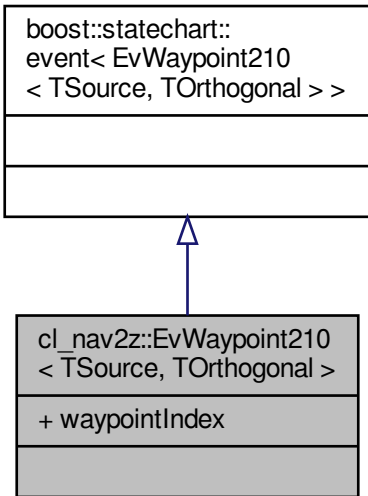 boost::statechart::
event< EvWaypoint210
< TSource, TOrthogonal > >
cl_nav2z::EvWaypoint210
< TSource, TOrthogonal >
+ waypointIndex